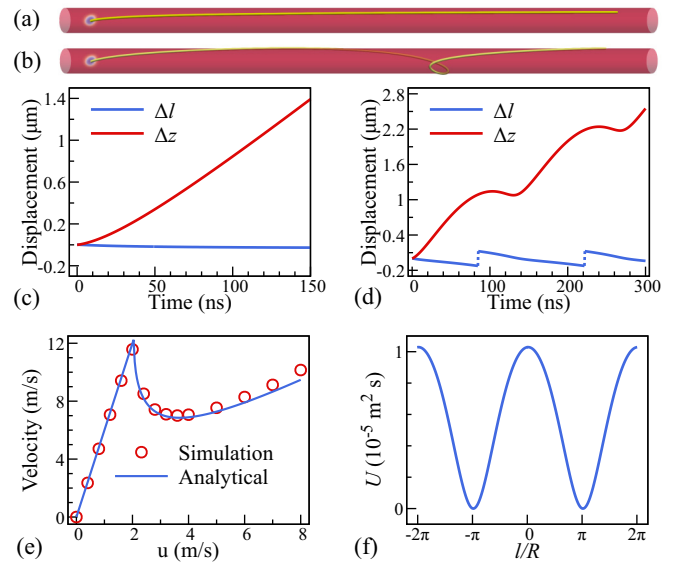 (a)
(b)
1.4
1
0.6
0.2
-0.2
Displacement (μm)
Δl
Δz
0
50
100
150
Time (ns)
(c)
2.8
2.2
1
0.4
-0.2
Displacement (μm)
Δl
Δz
0
100
200
300
Time (ns)
(d)
12
8
4
0
Velocity (m/s)
Simulation
Analytical
0
2
4
6
8
u (m/s)
(e)
1
0
U (10⁻⁵ m² s)
-2π
-π
0
π
2π
l/R
(f)